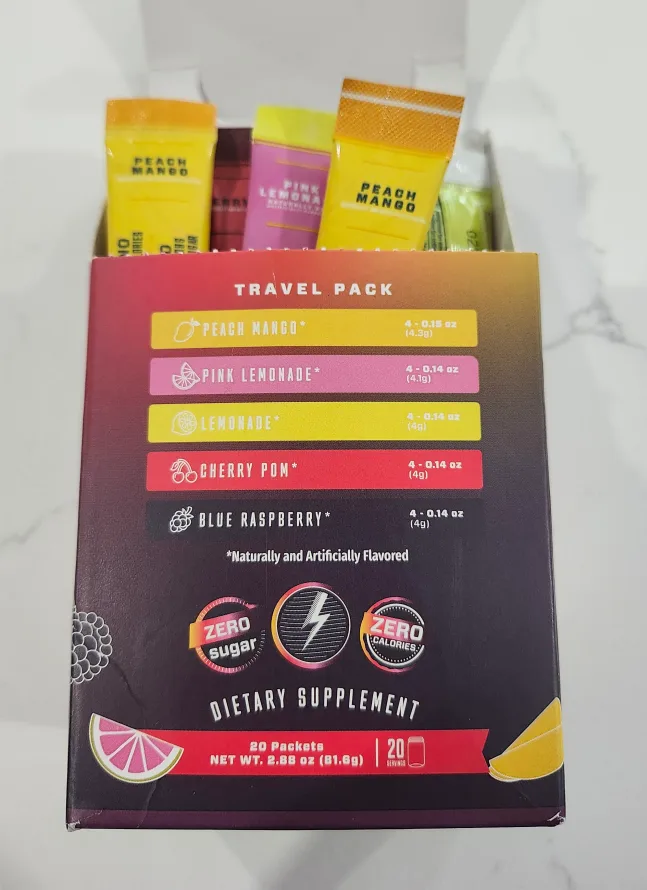 PEACH
MANGO
PINK
LEMONA
NATURALLY
PEACH
MANGO
TRAVEL PACK
PEACH MANGO* 4 - 0.15 oz
(4.3g)
PINK LEMONADE* 4 - 0.14 oz
(4.1g)
LEMONADE* 4 - 0.14 oz
(4g)
CHERRY POM* 4 - 0.14 oz
(4g)
BLUE RASPBERRY* 4 - 0.14 oz
(4g)
*Naturally and Artificially Flavored
ZERO
sugar
ZERO
CALORIES
DIETARY SUPPLEMENT
20 Packets
NET WT. 2.88 oz (81.6g)
20
SERVINGS